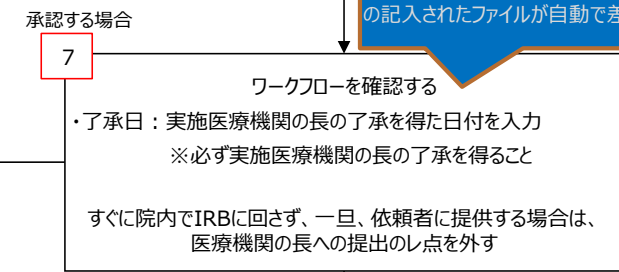 の記入されたファイルが自動で差
承認する場合
7
ワークフローを確認する
・了承日：実施医療機関の長の了承を得た日付を入力
※必ず実施医療機関の長の了承を得ること
すぐに院内でIRBに回さず、一旦、依頼者に提供する場合は、
医療機関の長への提出のレ点を外す